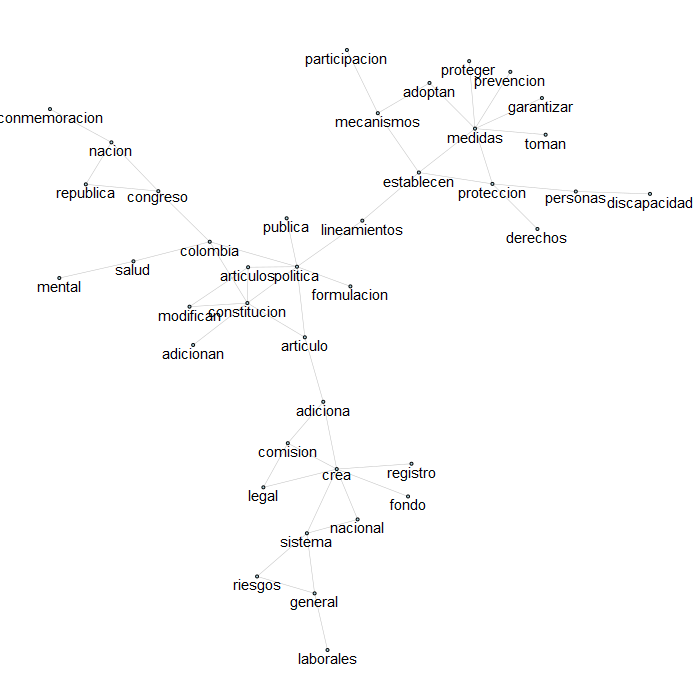 participacion
proteger
prevencion
adoptan
garantizar
conmemoracion
mecanismos
medidas
toman
nacion
establecen
proteccion
republica
congreso
personas
discapacidad
publica
lineamientos
derechos
colombia
salud
articulos
politica
mental
formulacion
modifican
constitucion
articulo
adicionan
adiciona
comision
crea
registro
legal
fondo
nacional
sistema
riesgos
general
laborales